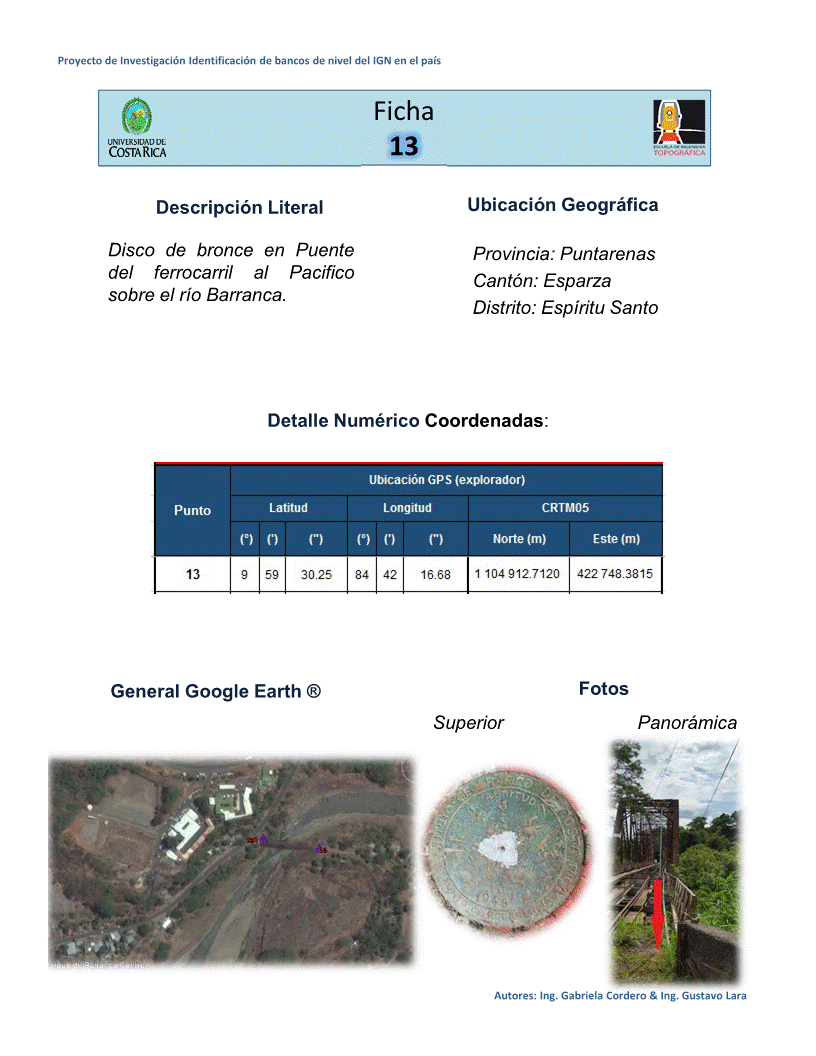 Proyecto de Investigación Identificación de bancos de nivel del IGN en el país
UNIVERSIDAD DE
COSTA RICA
Ficha
13
ESCUELA DE INGENIERÍA
TOPOGRÁFICA
Descripción Literal
Disco de bronce en Puente
del ferrocarril al Pacifico
sobre el río Barranca.
Ubicación Geográfica
Provincia: Puntarenas
Cantón: Esparza
Distrito: Espíritu Santo
Detalle Numérico Coordenadas:
Punto
Ubicación GPS (explorador)
Latitud Longitud CRTM05
(°) (') (") (°) (') (") Norte (m) Este (m)
13 9 59 30.25 84 42 16.68 1 104 912.7120 422 748.3815
General Google Earth ®
Fotos
Superior Panorámica
Autores: Ing. Gabriela Cordero & Ing. Gustavo Lara